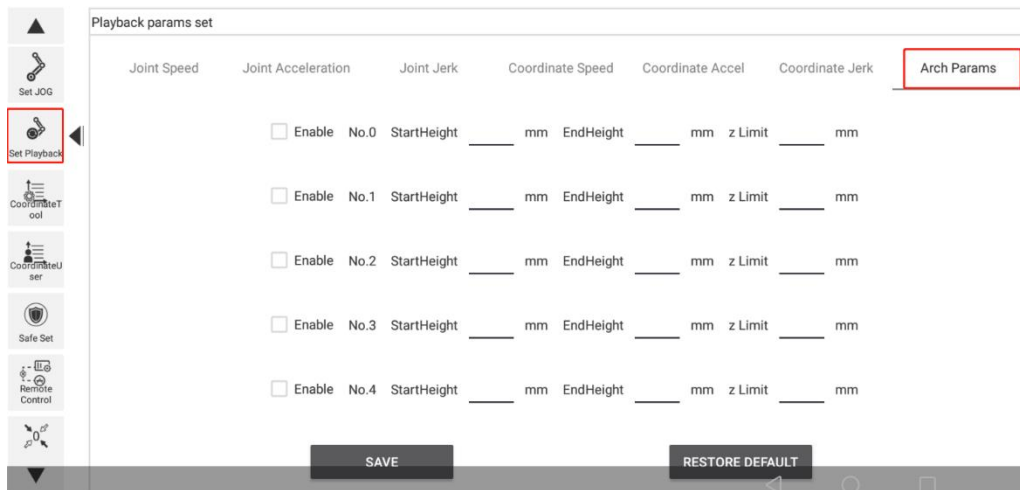 Playback params set
Joint Speed Joint Acceleration Joint Jerk Coordinate Speed Coordinate Accel Coordinate Jerk Arch Params
Set JOG
Set Playback
CoordinateT
ool
CoordinateU
ser
Safe Set
Remote
Control
0
Enable No.0 StartHeight mm EndHeight mm z Limit mm
Enable No.1 StartHeight mm EndHeight mm z Limit mm
Enable No.2 StartHeight mm EndHeight mm z Limit mm
Enable No.3 StartHeight mm EndHeight mm z Limit mm
Enable No.4 StartHeight mm EndHeight mm z Limit mm
SAVE RESTORE DEFAULT